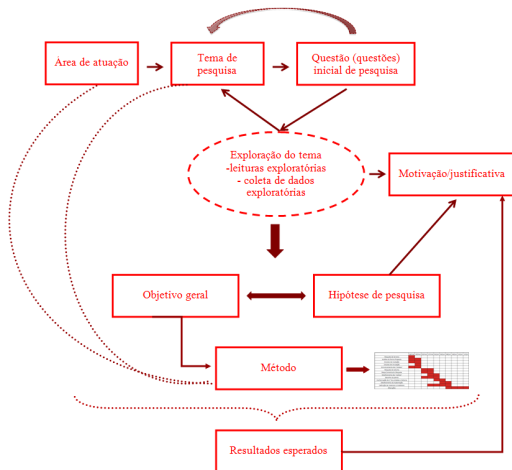 Área de atuação
Tema de
pesquisa
Questão (questões)
inicial de pesquisa
Exploração do tema
-leituras exploratórias
- coleta de dados
exploratórias
Motivação/justificativa
Objetivo geral
Hipótese de pesquisa
Método
Resultados esperados